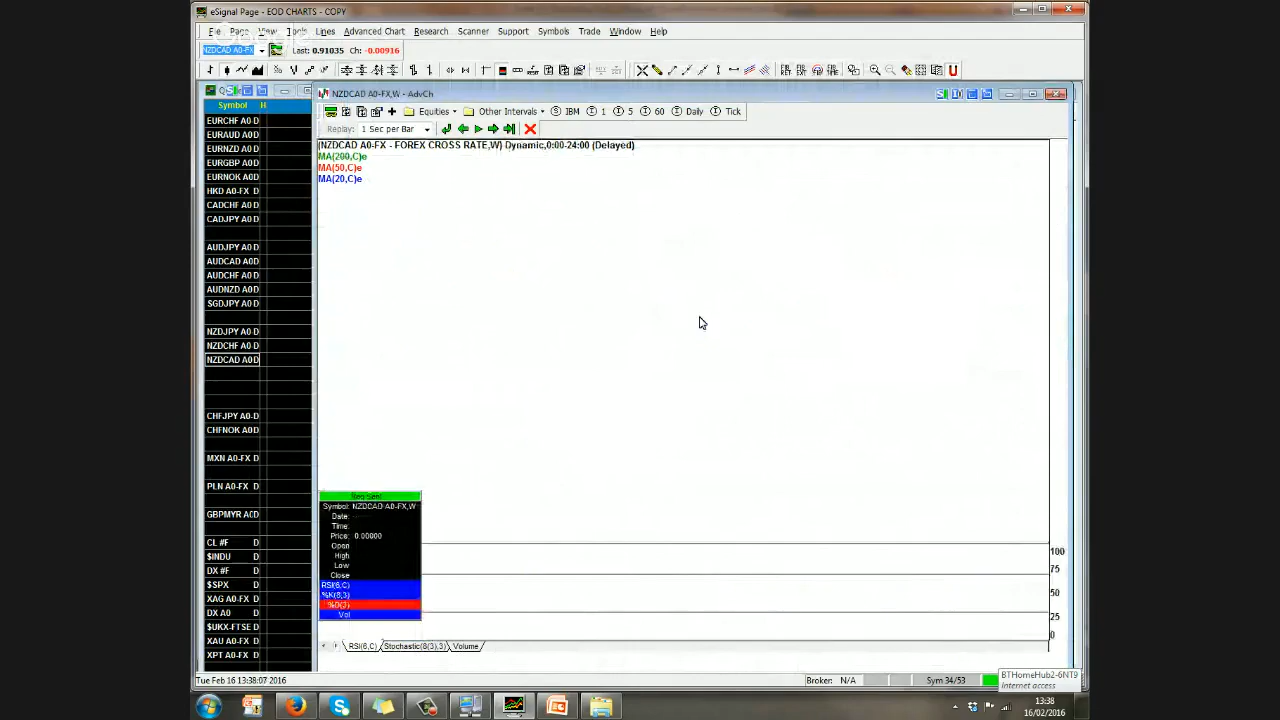 eSignal Page - EOD CHARTS - COPY
File Page View Tools Lines Advanced Chart Research Scanner Support Symbols Trade Window Help
NZDCAD A0-FX Last: 0.91035 Ch: -0.00916
NZDCAD A0-FX,W - AdvCh
Equities Other Intervals IBM 1 5 60 Daily Tick
Replay: 1 Sec per Bar
(NZDCAD A0-FX - FOREX CROSS RATE,W) Dynamic,0:00-24:00 (Delayed)
MA(200,C)e
MA(50,C)e
MA(20,C)e
Symbol H
EURCHF A0 D
EURAUD A0 D
EURNZD A0 D
EURGBP A0 D
EURNOK A0 D
HKD A0-FX D
CADCHF A0 D
CADJPY A0 D
AUDJPY A0 D
AUDCAD A0 D
AUDCHF A0 D
AUDNZD A0 D
SGDJPY A0 D
NZDJPY A0 D
NZDCHF A0 D
NZDCAD A0 D
CHFJPY A0- D
CHFNOK A0 D
MXN A0-FX D
PLN A0-FX D
GBPMYR A0 D
CL #F D
$INDU D
DX #F D
$SPX D
XAG A0-FX D
DX A0 D
$UKX-FTSE D
XAU A0-FX D
XPT A0-FX D
Req Sent
Symbol: NZDCAD A0-FX,W
Date:
Time:
Price: 0.00000
Open
High
Low
Close
RSI(6,C)
%K(8,3)
%D(3)
Vol
100
75
50
25
0
RSI(6,C) Stochastic(8(3),3) Volume
Tue Feb 16 13:38:07 2016 Broker: N/A Sym 34/53
BTHomeHub2-6NT9
Internet access
13:38
16/02/2016